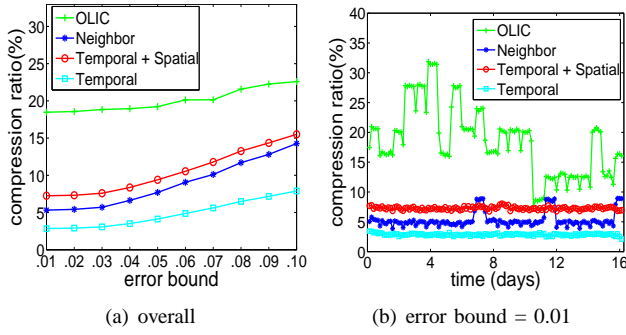 compression ratio(%)
30
25
20
15
10
5
0
OLIC
Neighbor
Temporal + Spatial
Temporal
.01 .02 .03 .04 .05 .06 .07 .08 .09 .10
error bound
(a) overall
compression ratio(%)
40
35
30
25
20
15
10
5
0
OLIC
Neighbor
Temporal + Spatial
Temporal
0 4 8 12 16
time (days)
(b) error bound = 0.01